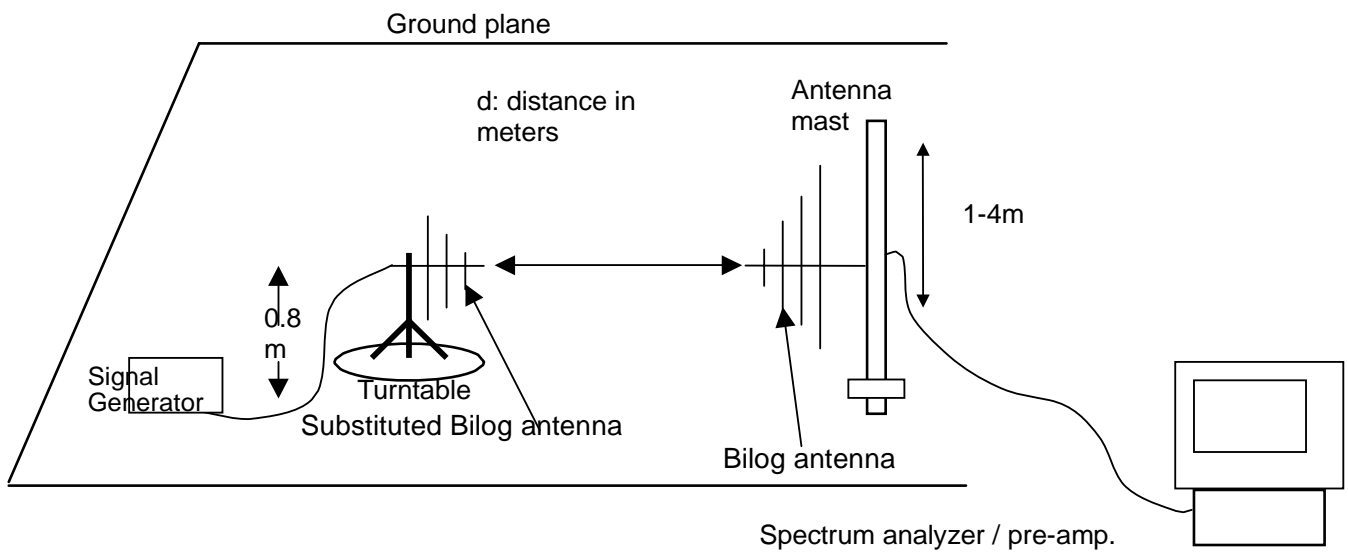 Ground plane
d: distance in
meters
Antenna
mast
1-4m
0.8
m
Signal
Generator
Turntable
Substituted Bilog antenna
Bilog antenna
Spectrum analyzer / pre-amp.